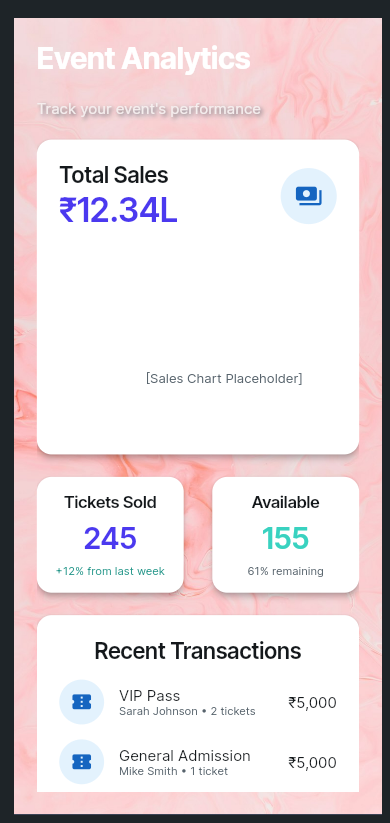 Event Analytics
Track your event's performance
Total Sales
₹12.34L
[Sales Chart Placeholder]
Tickets Sold
245
+12% from last week
Available
155
61% remaining
Recent Transactions
VIP Pass
Sarah Johnson • 2 tickets
₹5,000
General Admission
Mike Smith • 1 ticket
₹5,000